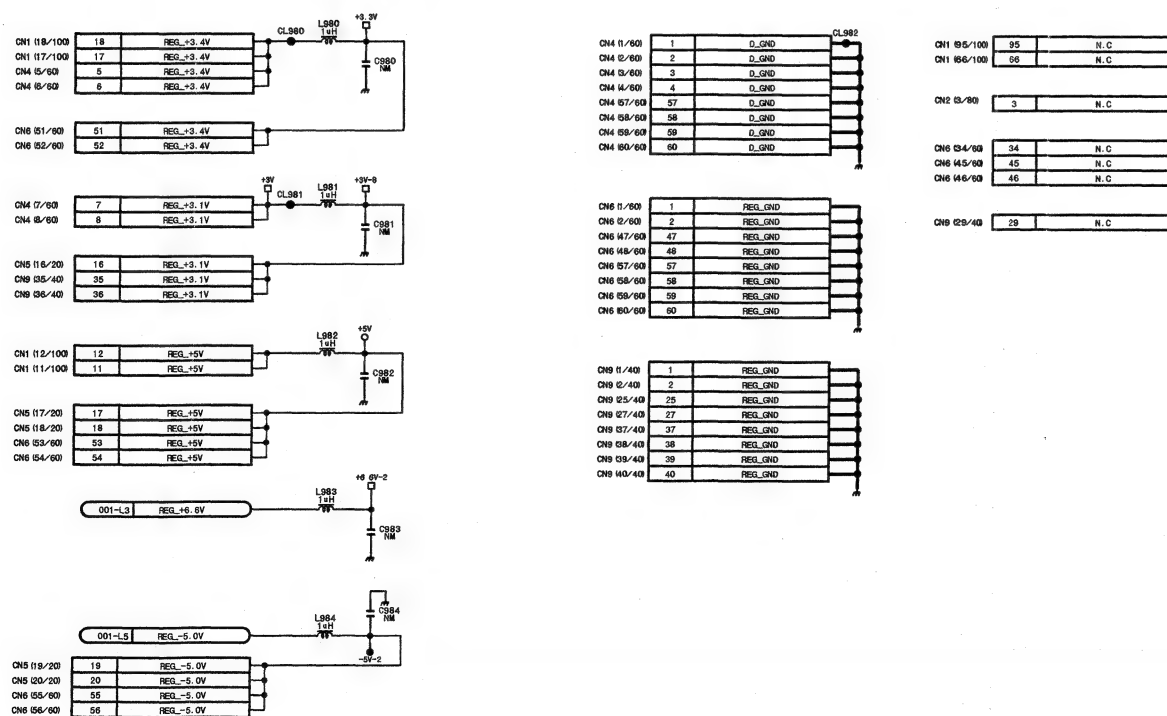 CL980
L980
1uH
+3.3V
C980
NM
CN1 (18/100) 18 REG_+3.4V
CN1 (17/100) 17 REG_+3.4V
CN4 (5/60) 5 REG_+3.4V
CN4 (6/60) 6 REG_+3.4V
CN6 (51/60) 51 REG_+3.4V
CN6 (52/60) 52 REG_+3.4V
+3V
CL981
L981
1uH
+3V-8
C981
NM
CN4 (7/60) 7 REG_+3.1V
CN4 (8/60) 8 REG_+3.1V
CN5 (16/20) 16 REG_+3.1V
CN9 (35/40) 35 REG_+3.1V
CN9 (36/40) 36 REG_+3.1V
L982
1uH
+5V
C982
NM
CN1 (12/100) 12 REG_+5V
CN1 (11/100) 11 REG_+5V
CN5 (17/20) 17 REG_+5V
CN5 (18/20) 18 REG_+5V
CN6 (53/60) 53 REG_+5V
CN6 (54/60) 54 REG_+5V
L983
1uH
+6 6V-2
C983
NM
001-L3 REG_+6.6V
C984
NM
L984
1uH
-5V-2
001-L5 REG_-5.0V
CN5 (19/20) 19 REG_-5.0V
CN5 (20/20) 20 REG_-5.0V
CN6 (55/60) 55 REG_-5.0V
CN6 (56/60) 56 REG_-5.0V
CL982
CN4 (1/60) 1 D_GND
CN4 (2/60) 2 D_GND
CN4 (3/60) 3 D_GND
CN4 (4/60) 4 D_GND
CN4 (57/60) 57 D_GND
CN4 (58/60) 58 D_GND
CN4 (59/60) 59 D_GND
CN4 (60/60) 60 D_GND
CN6 (1/60) 1 REG_GND
CN6 (2/60) 2 REG_GND
CN6 (47/60) 47 REG_GND
CN6 (48/60) 48 REG_GND
CN6 (57/60) 57 REG_GND
CN6 (58/60) 58 REG_GND
CN6 (59/60) 59 REG_GND
CN6 (60/60) 60 REG_GND
CN9 (1/40) 1 REG_GND
CN9 (2/40) 2 REG_GND
CN9 (25/40) 25 REG_GND
CN9 (27/40) 27 REG_GND
CN9 (37/40) 37 REG_GND
CN9 (38/40) 38 REG_GND
CN9 (39/40) 39 REG_GND
CN9 (40/40) 40 REG_GND
CN1 (95/100) 95 N.C
CN1 (66/100) 66 N.C
CN2 (3/80) 3 N.C
CN6 (34/60) 34 N.C
CN6 (45/60) 45 N.C
CN6 (46/60) 46 N.C
CN9 (29/40) 29 N.C